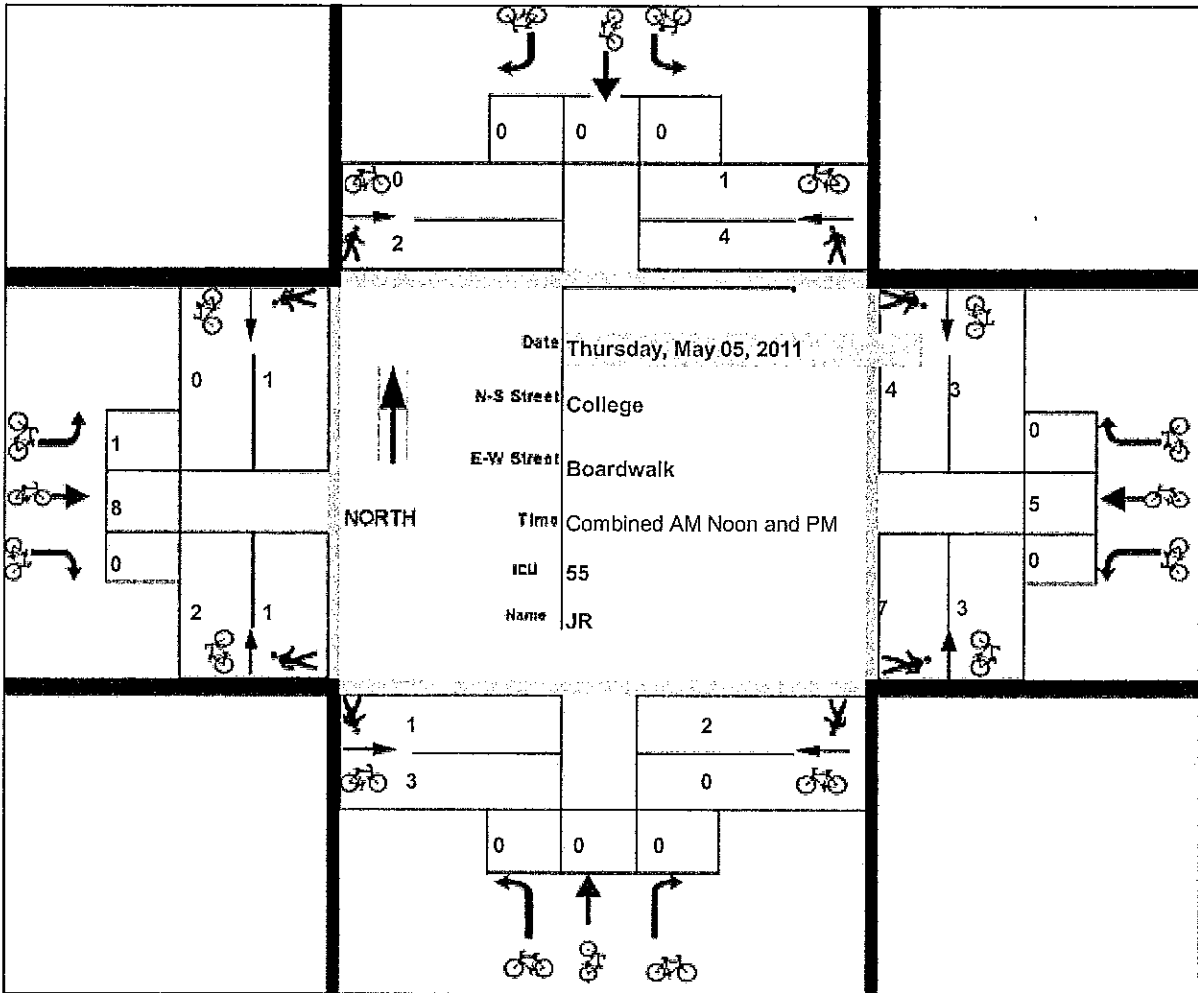 0 0 0
0 1
2 4
Date Thursday, May 05, 2011
0 1 4 3
N-S Street College
1 0
E-W Street Boardwalk
8 5
NORTH Time Combined AM Noon and PM
0 0
ICU 55
2 1 7 3
Name JR
1 2
3 0
0 0 0